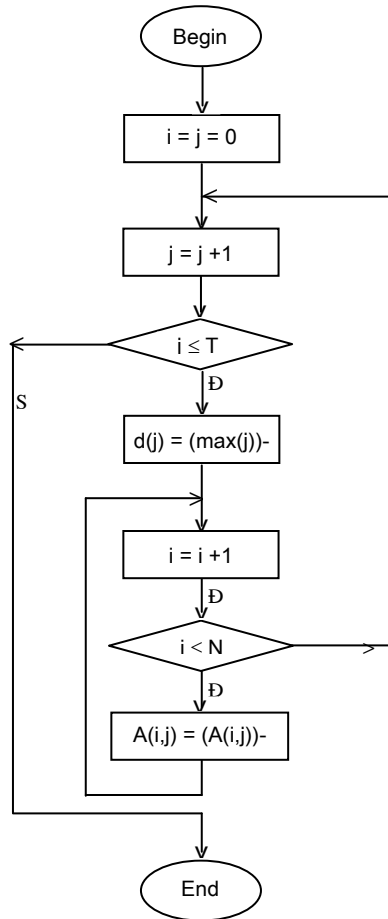 Begin
i = j = 0
j = j +1
i ≤ T
S
Đ
d(j) = (max(j))-
i = i +1
Đ
i < N
Đ
A(i,j) = (A(i,j))-
End